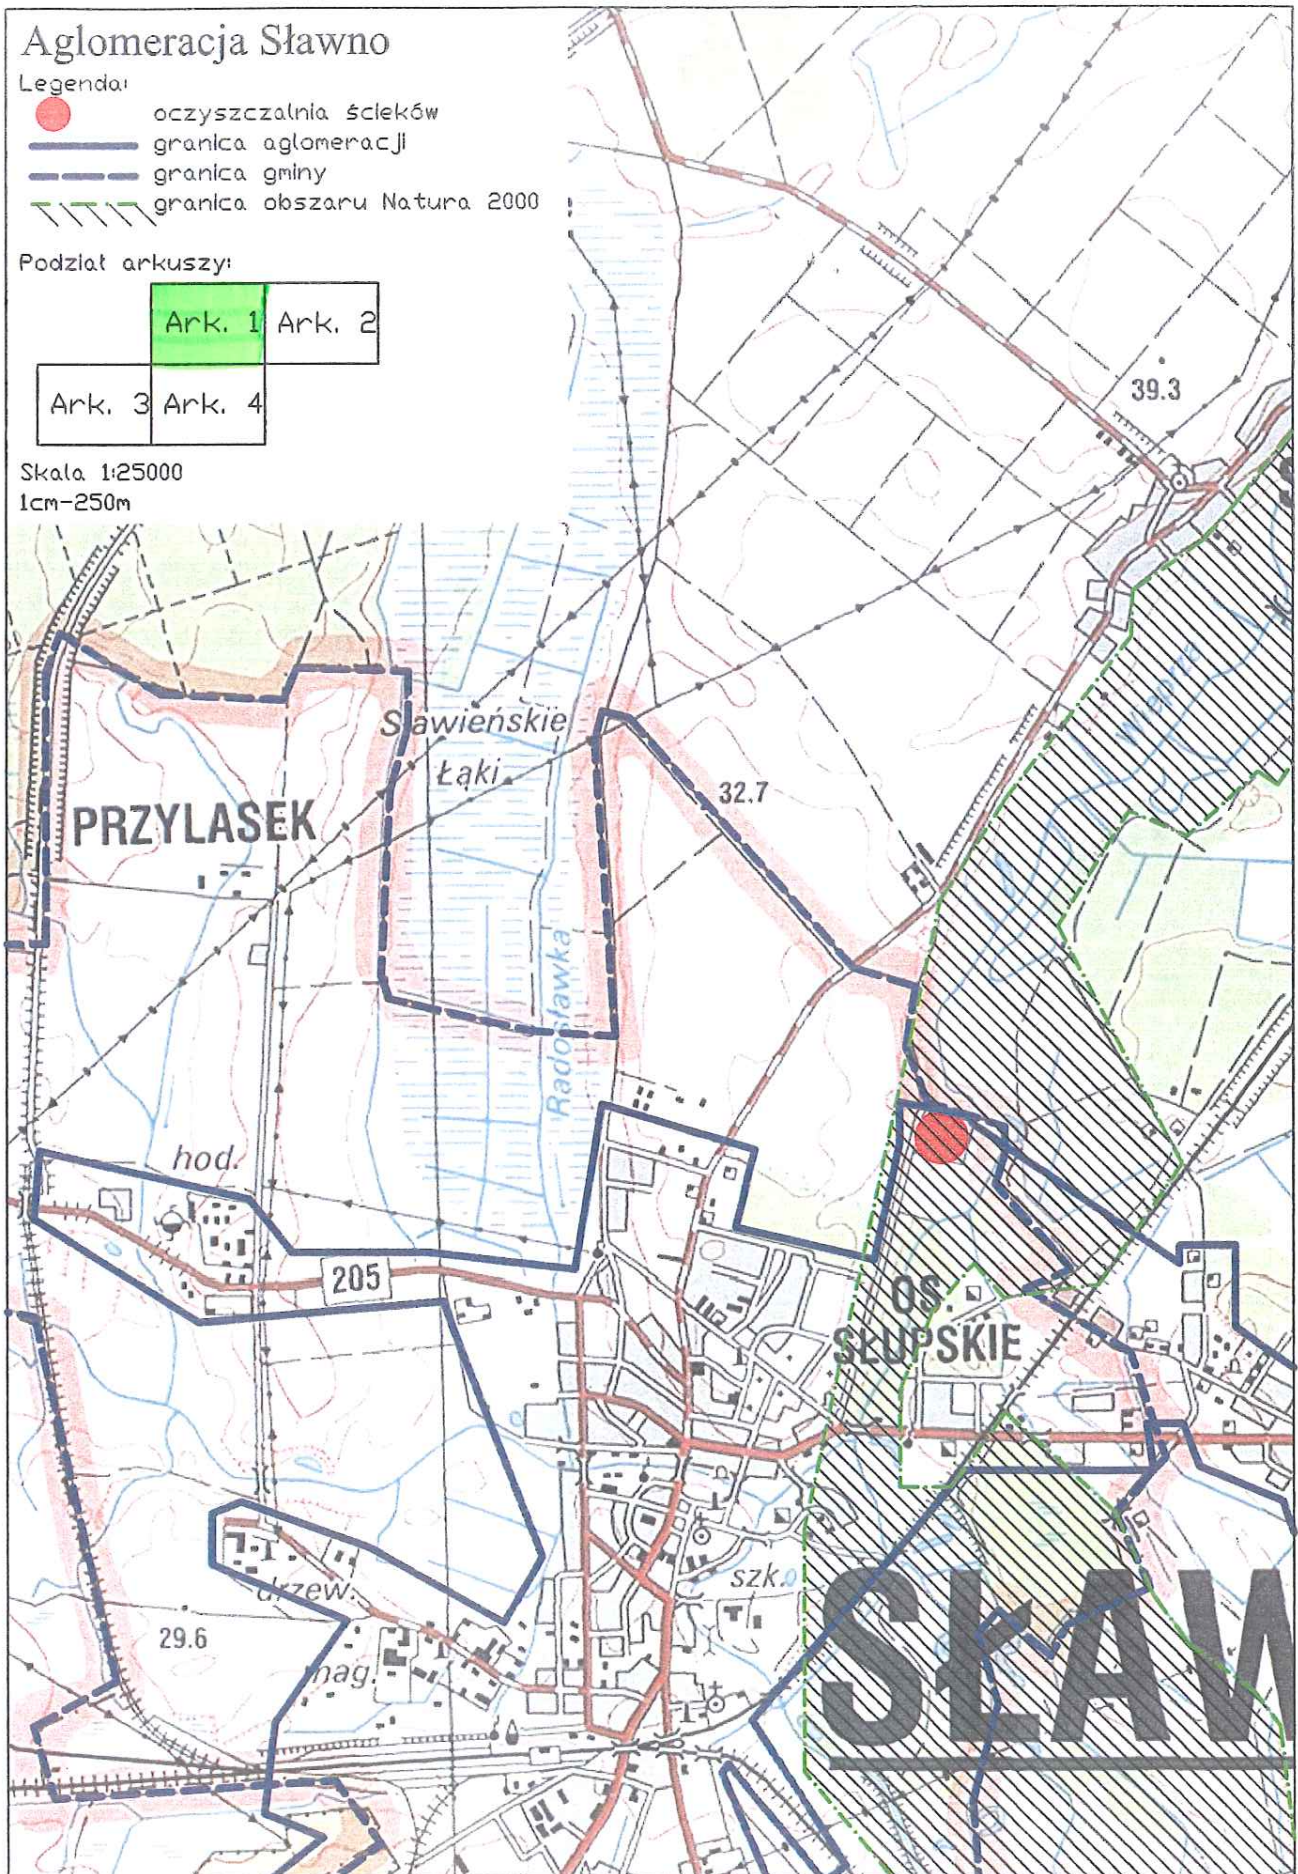 Aglomeracja Sławno
Legenda:
oczyszczalnia ścieków
granica aglomeracji
granica gminy
granica obszaru Natura 2000
Podział arkuszy:
Ark. 1 Ark. 2
Ark. 3 Ark. 4
Skala 1:25000
1cm-250m
39.3
Wieprza
Sławieńskie
Łąki
32.7
PRZYLASEK
Radosławka
hod.
205
OS
SŁUPSKIE
drzew.
szk.
29.6
mag.
SŁAW